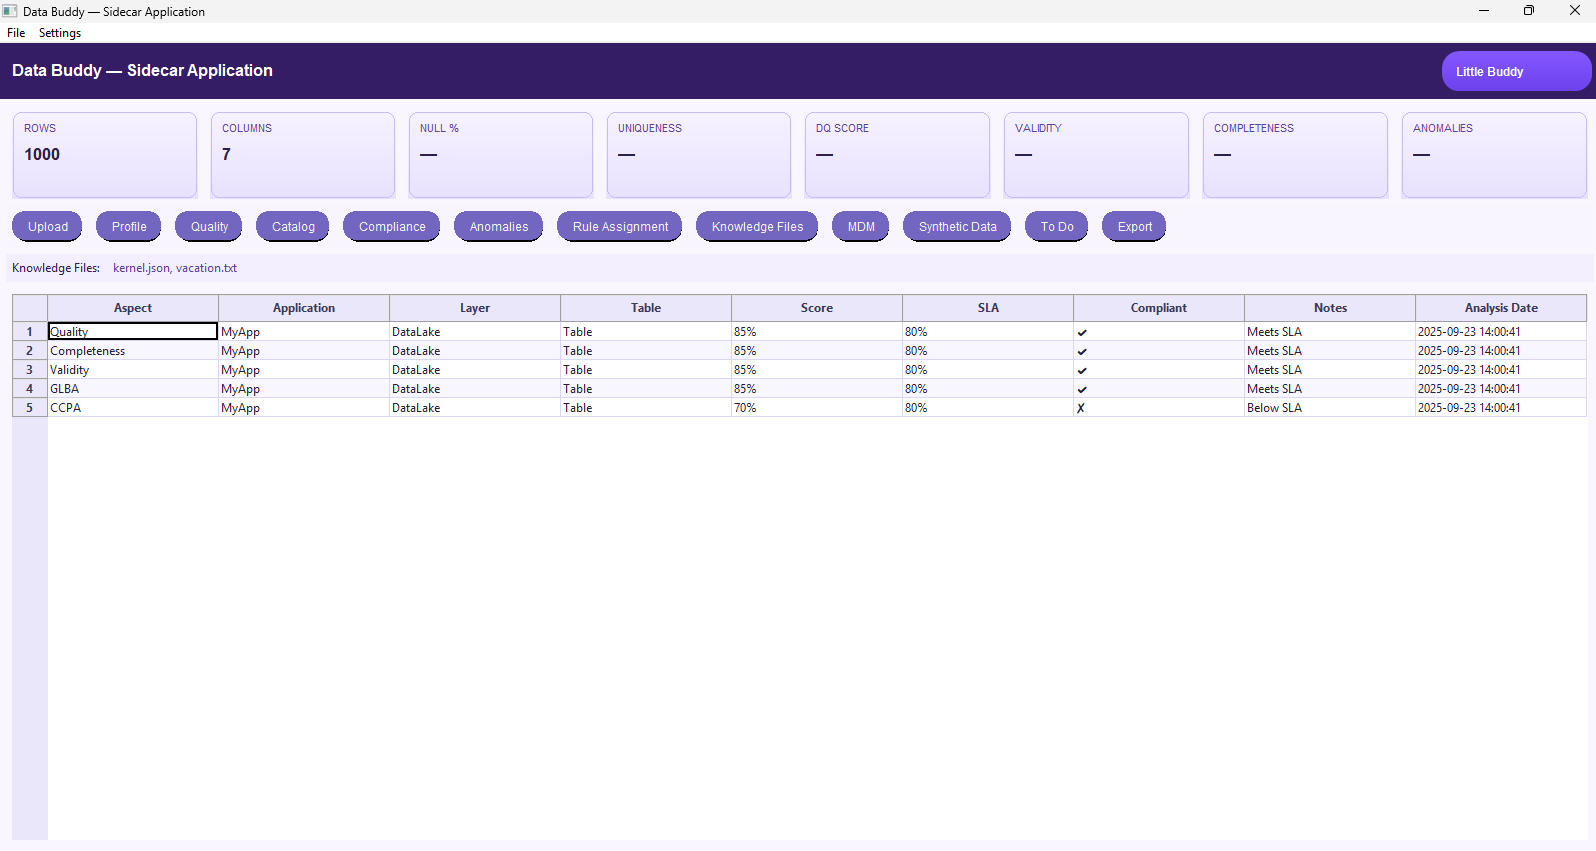 Data Buddy — Sidecar Application
File Settings
Data Buddy — Sidecar Application Little Buddy
ROWS COLUMNS NULL % UNIQUENESS DQ SCORE VALIDITY COMPLETENESS ANOMALIES
1000 7 — — — — — —
Upload Profile Quality Catalog Compliance Anomalies Rule Assignment Knowledge Files MDM Synthetic Data To Do Export
Knowledge Files: kernel.json, vacation.txt
Aspect Application Layer Table Score SLA Compliant Notes Analysis Date
1 Quality MyApp DataLake Table 85% 80% ✔ Meets SLA 2025-09-23 14:00:41
2 Completeness MyApp DataLake Table 85% 80% ✔ Meets SLA 2025-09-23 14:00:41
3 Validity MyApp DataLake Table 85% 80% ✔ Meets SLA 2025-09-23 14:00:41
4 GLBA MyApp DataLake Table 85% 80% ✔ Meets SLA 2025-09-23 14:00:41
5 CCPA MyApp DataLake Table 70% 80% ✗ Below SLA 2025-09-23 14:00:41